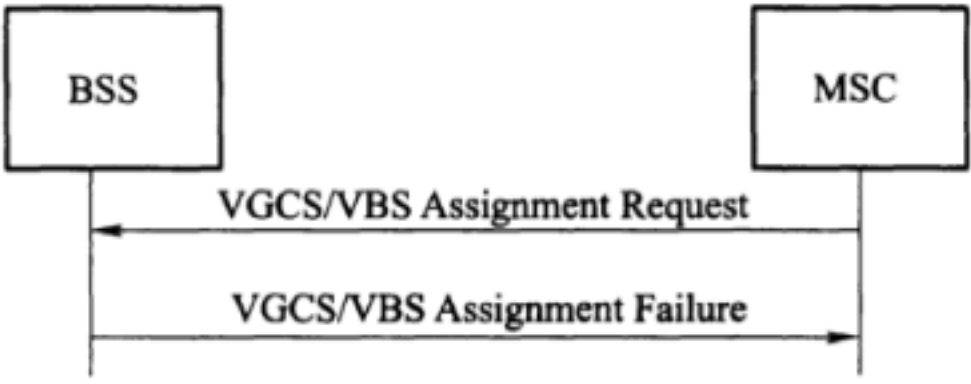 BSS
MSC
VGCS/VBS Assignment Request
VGCS/VBS Assignment Failure